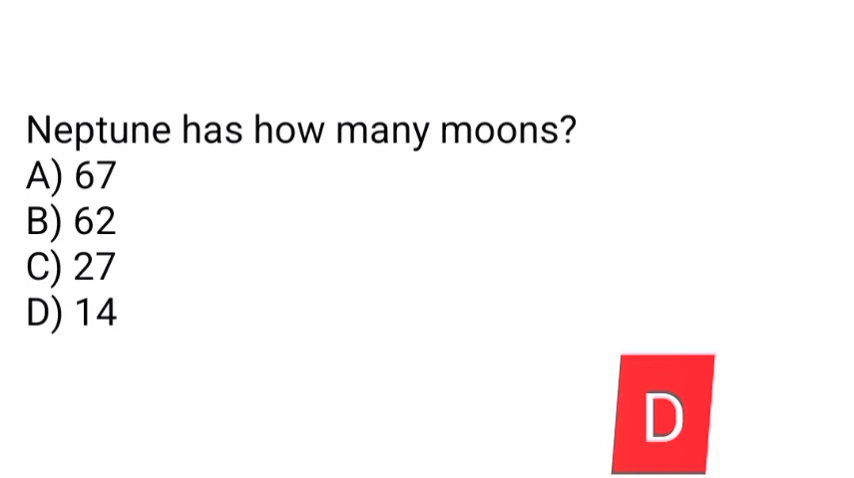 Neptune has how many moons?
A) 67
B) 62
C) 27
D) 14
D